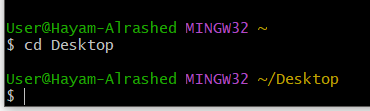 User@Hayam-Alrashed MINGW32 ~
$ cd Desktop
User@Hayam-Alrashed MINGW32 ~/Desktop
$